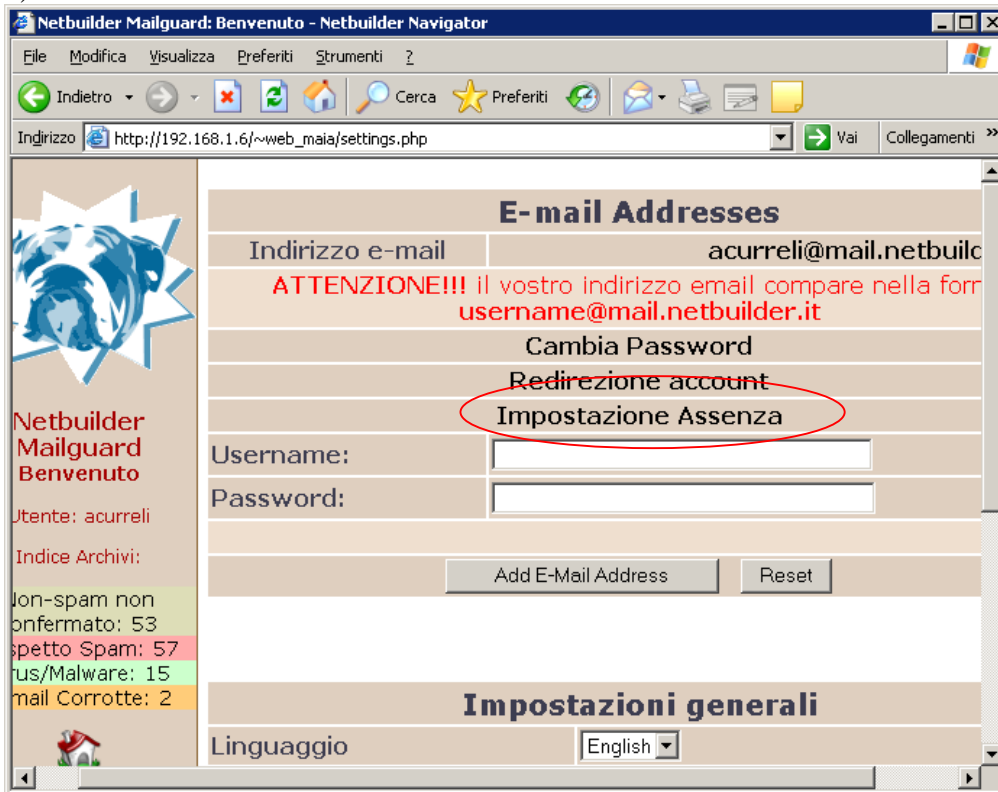 Netbuilder Mailguard: Benvenuto - Netbuilder Navigator
File Modifica Visualizza Preferiti Strumenti ?
Indietro Cerca Preferiti
Indirizzo http://192.168.1.6/~web_maia/settings.php Vai Collegamenti »
E-mail Addresses
Indirizzo e-mail acurreli@mail.netbuild
ATTENZIONE!!! il vostro indirizzo email compare nella for
username@mail.netbuilder.it
Cambia Password
Redirezione account
Impostazione Assenza
Username:
Password:
Add E-Mail Address Reset
Impostazioni generali
Linguaggio English
Netbuilder
Mailguard
Benvenuto
Utente: acurreli
Indice Archivi:
Non-spam non
onfermato: 53
spetto Spam: 57
rus/Malware: 15
mail Corrotte: 2